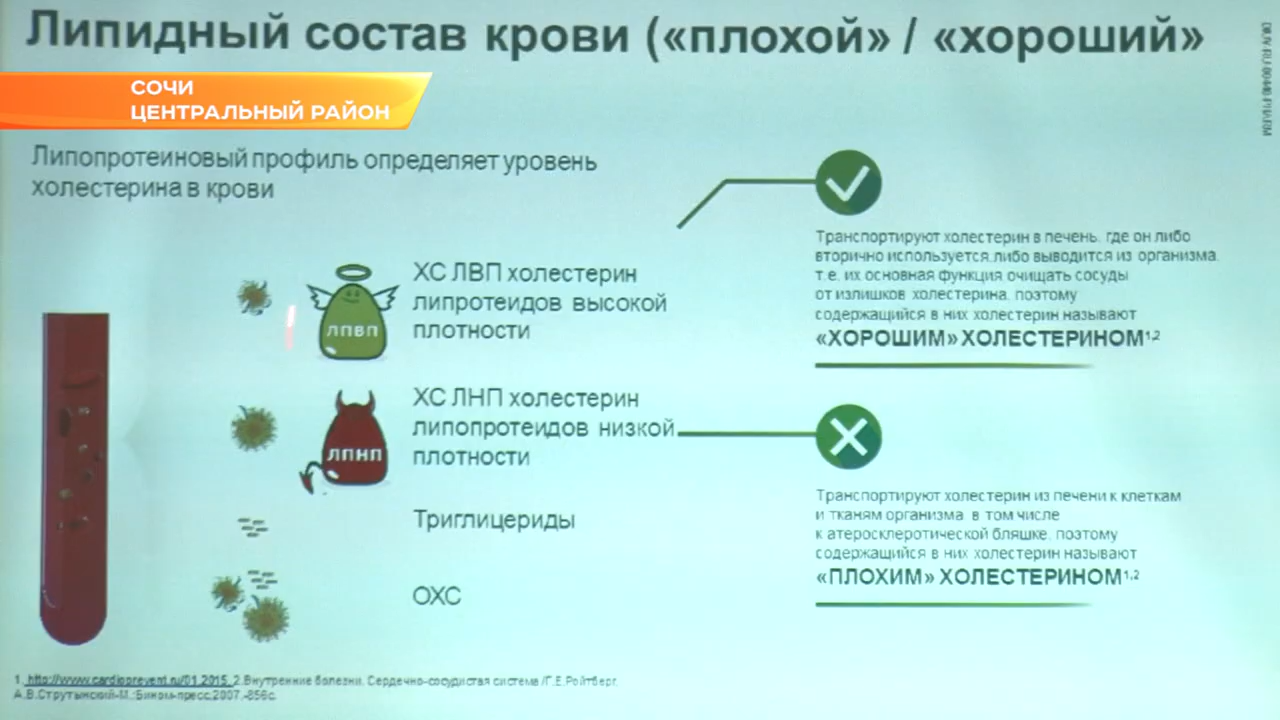 Липидный состав крови («плохой» / «хороший»
СОЧИ
ЦЕНТРАЛЬНЫЙ РАЙОН
Липопротеиновый профиль определяет уровень
холестерина в крови
ХС ЛВП холестерин
липротеидов высокой
плотности
ЛПВП
Транспортируют холестерин в печень, где он либо
вторично используется, либо выводится из организма,
т.е. их основная функция очищать сосуды
от излишков холестерина, поэтому
содержащийся в них холестерин называют
«ХОРОШИМ» ХОЛЕСТЕРИНОМ1,2
ХС ЛНП холестерин
липопротеидов низкой
плотности
ЛПНП
Транспортируют холестерин из печени к клеткам
и тканям организма в том числе
к атеросклеротической бляшке, поэтому
содержащийся в них холестерин называют
«ПЛОХИМ» ХОЛЕСТЕРИНОМ1,2
Триглицериды
ОХС
1. http://www.cardioprevent.ru/01.2015. 2.Внутренние болезни. Сердечно-сосудистая система /Г.Е.Ройтберг,
А.В.Струтынский-М.:Бином-пресс,2007.-856с.